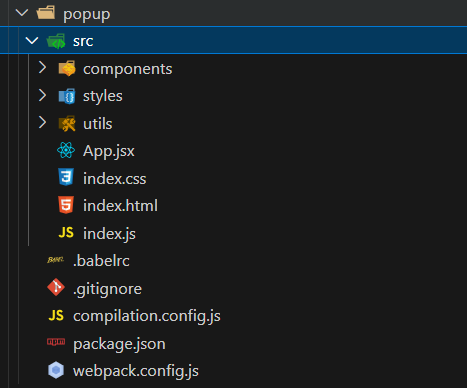 popup
src
components
styles
utils
App.jsx
index.css
index.html
JS index.js
BABEL .babelrc
.gitignore
JS compilation.config.js
npm package.json
webpack.config.js